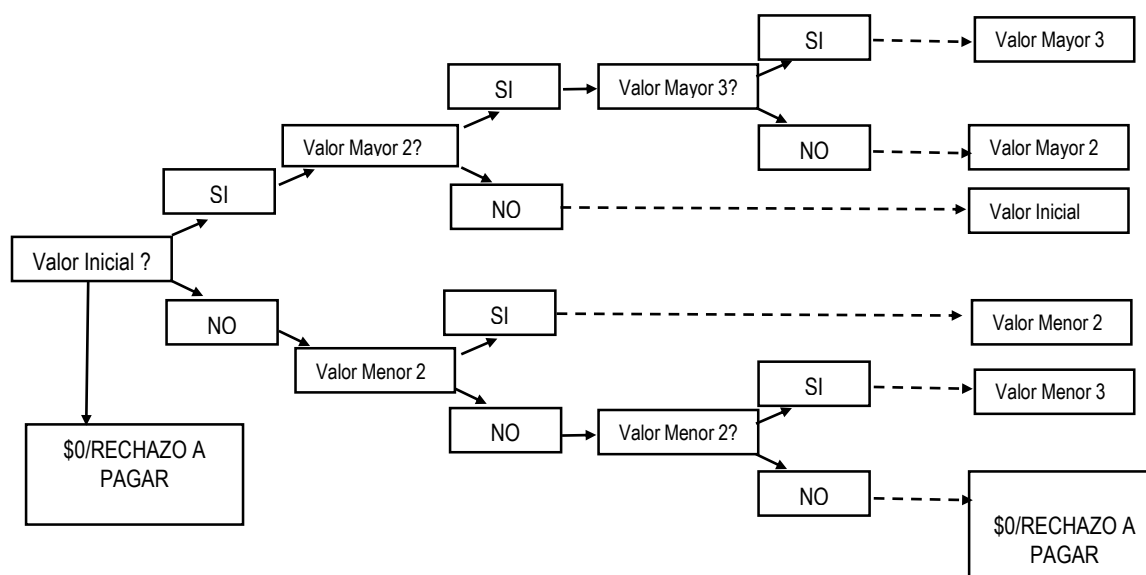 SI
Valor Mayor 3
SI
Valor Mayor 3?
Valor Mayor 2?
NO
Valor Mayor 2
SI
NO
Valor Inicial
Valor Inicial ?
NO
SI
Valor Menor 2
Valor Menor 2
SI
Valor Menor 3
NO
Valor Menor 2?
$0/RECHAZO A
PAGAR
NO
$0/RECHAZO A
PAGAR